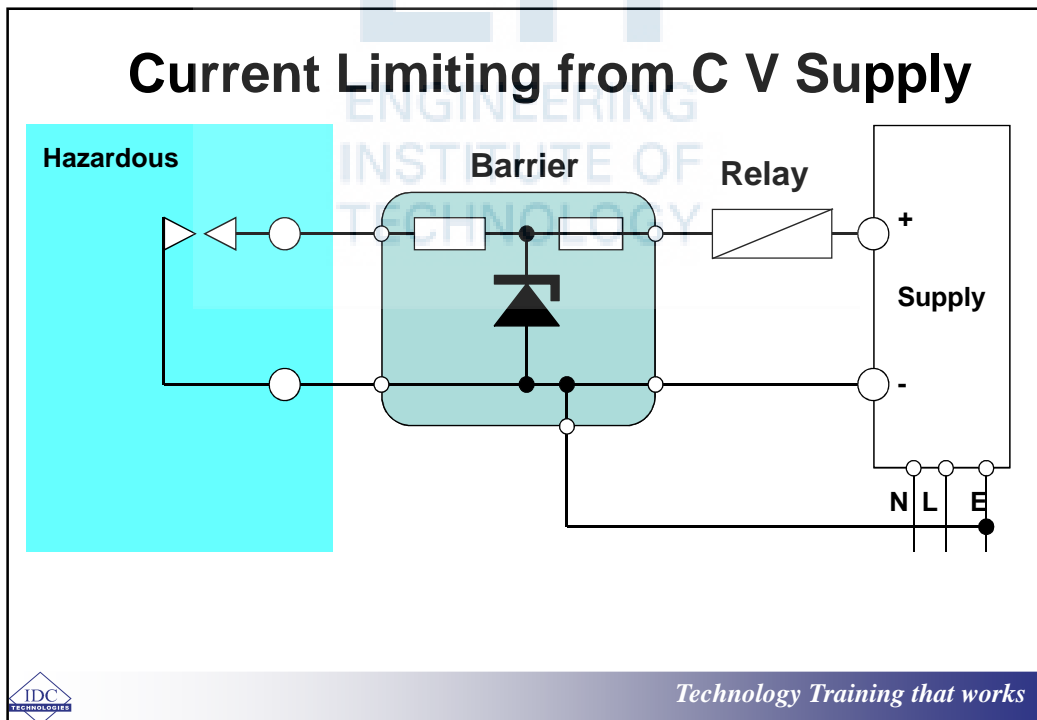 Current Limiting from C V Supply
ENGINEERING
INSTITUTE OF
TECHNOLOGY
Hazardous
Barrier
Relay
+
Supply
-
N L E
IDC
TECHNOLOGIES
Technology Training that works